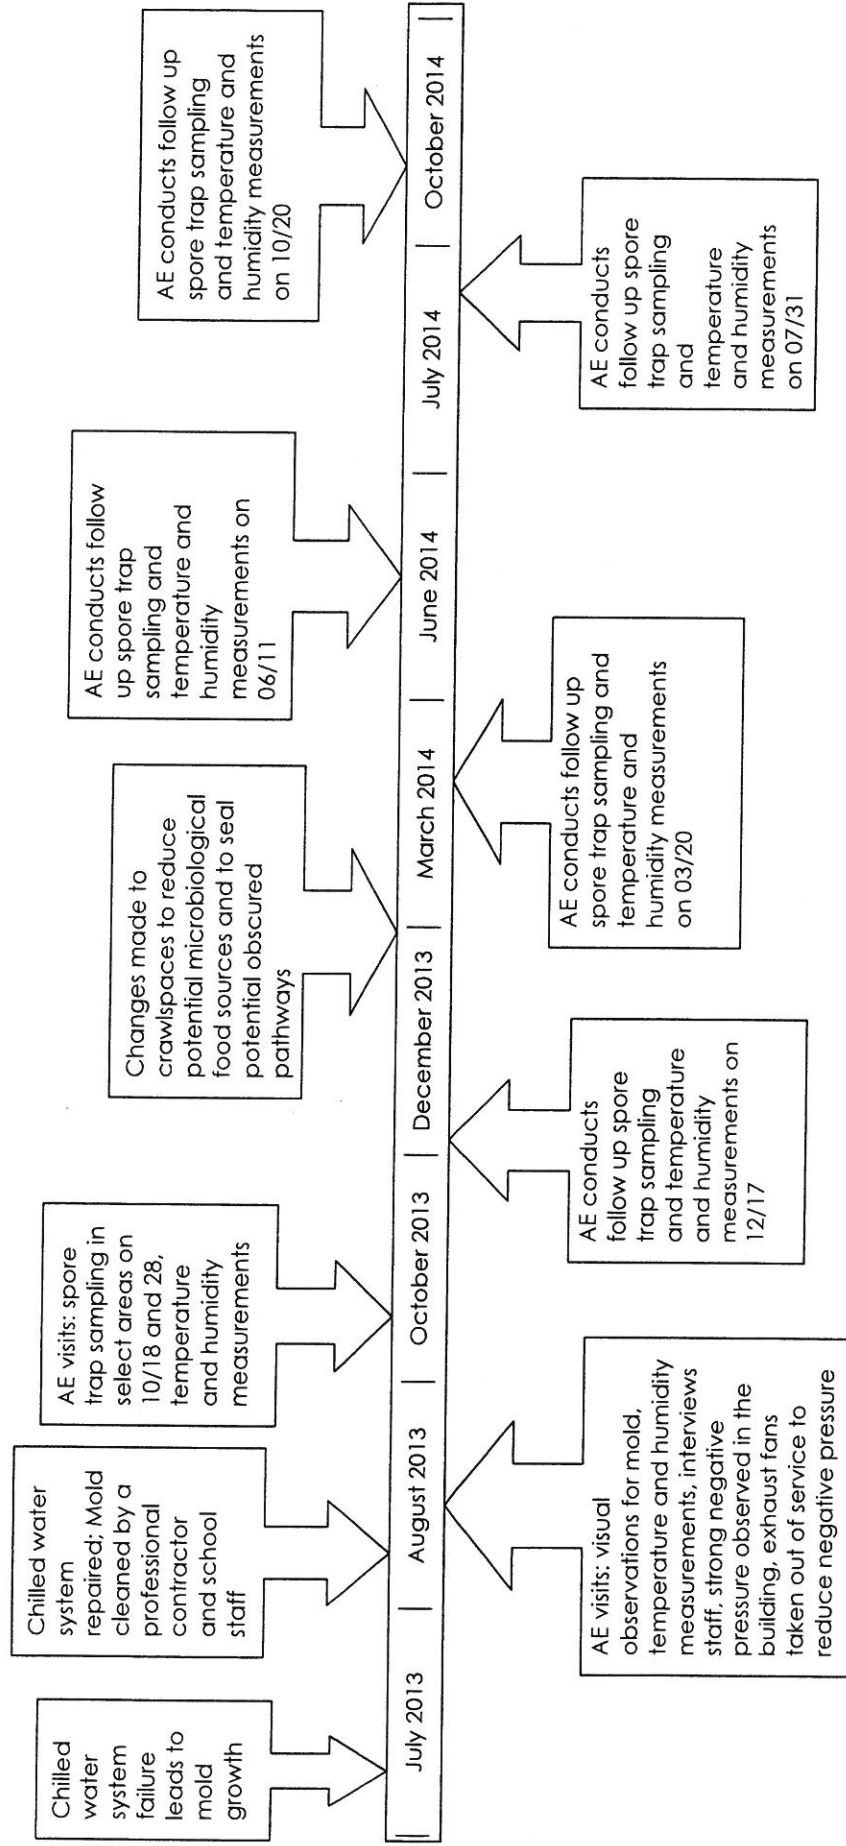 Chilled
water
system
failure
leads to
mold
growth
Chilled water
system
repaired; Mold
cleaned by a
professional
contractor
and school
staff
AE visits: spore
trap sampling in
select areas on
10/18 and 28,
temperature
and humidity
measurements
Changes made to
crawlspaces to reduce
potential microbiological
food sources and to seal
potential obscured
pathways
AE conducts follow
up spore trap
sampling and
temperature and
humidity
measurements on
06/11
AE conducts follow up
spore trap sampling
and temperature and
humidity measurements
on 10/20
July 2013 | August 2013 | October 2013 | December 2013 | March 2014 | June 2014 | July 2014 | October 2014
AE visits: visual
observations for mold,
temperature and humidity
measurements, interviews
staff, strong negative
pressure observed in the
building, exhaust fans
taken out of service to
reduce negative pressure
AE conducts
follow up spore
trap sampling
and temperature
and humidity
measurements on
12/17
AE conducts follow up
spore trap sampling and
temperature and
humidity measurements
on 03/20
AE conducts
follow up spore
trap sampling
and
temperature
and humidity
measurements
on 07/31